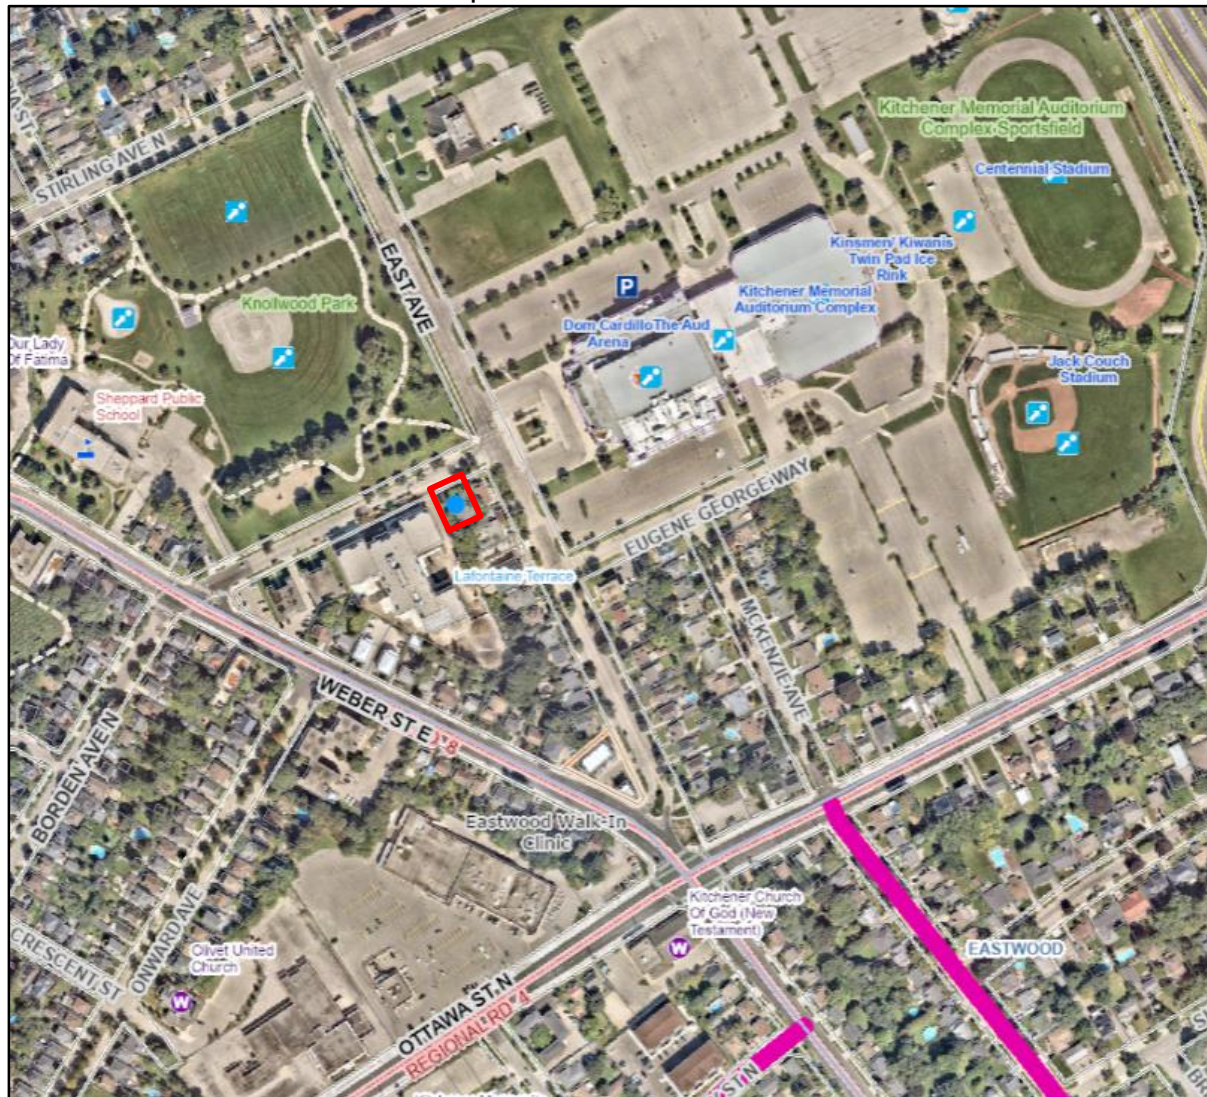 Kitchener Memorial Auditorium
Complex-Sportsfield
Centennial Stadium
STIRLING AVE N
EAST AVE
Kinsmen/ Kiwanis
Twin Pad Ice
Rink
Kitchener Memorial
Auditorium Complex
P
Knollwood Park
Dom Cardillo The Aud
Arena
Our Lady
Of Fatima
Jack Couch
Stadium
Sheppard Public
School
EUGENE GEORGE WAY
Lafontaine Terrace
MCKENZIE AVE
WEBER ST E
BORDEN AVE N
Eastwood Walk-In
Clinic
Kitchener Church
Of God (New
Testament)
W
ONWARD AVE
CRESCENT ST
Olivet United
Church
W
EASTWOOD
OTTAWA ST N
REGIONAL RD 4
ST N